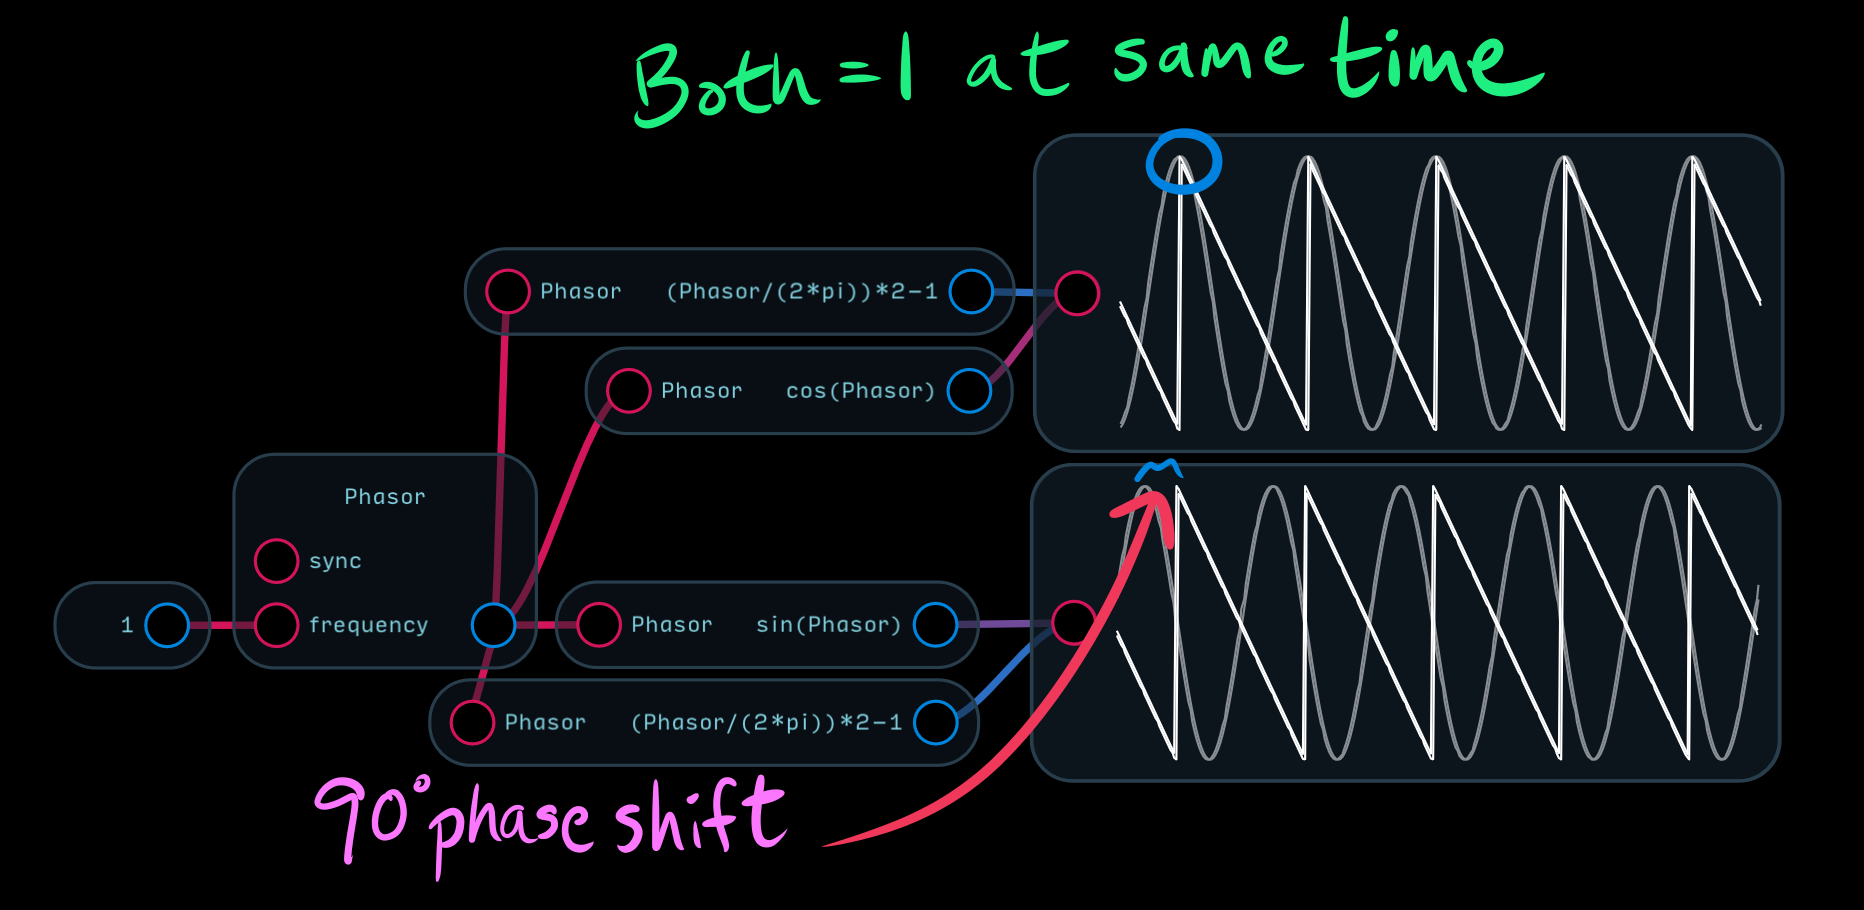 Both = 1 at same time
Phasor (Phasor/(2*pi))*2-1
Phasor cos(Phasor)
Phasor
sync
1
frequency
Phasor sin(Phasor)
Phasor (Phasor/(2*pi))*2-1
90° phase shift